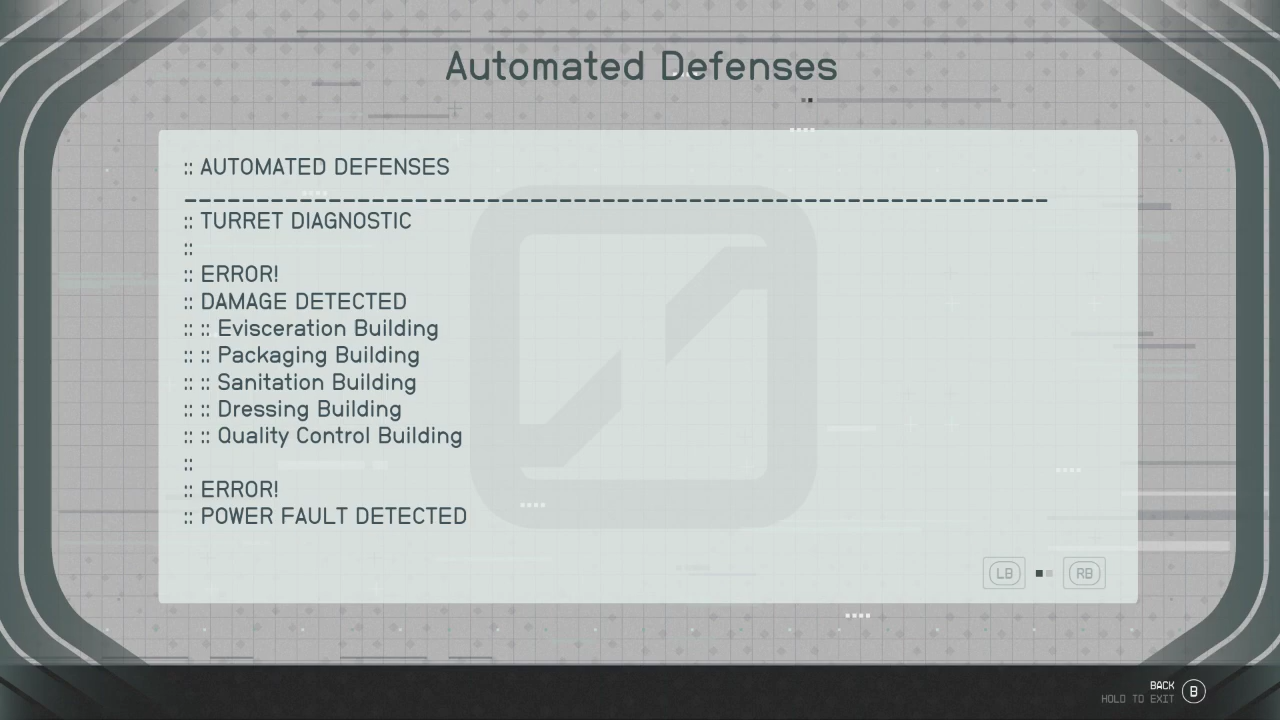 Automated Defenses
:: AUTOMATED DEFENSES
_____________________________________________________________
:: TURRET DIAGNOSTIC
::
:: ERROR!
:: DAMAGE DETECTED
:: :: Evisceration Building
:: :: Packaging Building
:: :: Sanitation Building
:: :: Dressing Building
:: :: Quality Control Building
::
:: ERROR!
:: POWER FAULT DETECTED
LB RB
BACK
HOLD TO EXIT
B